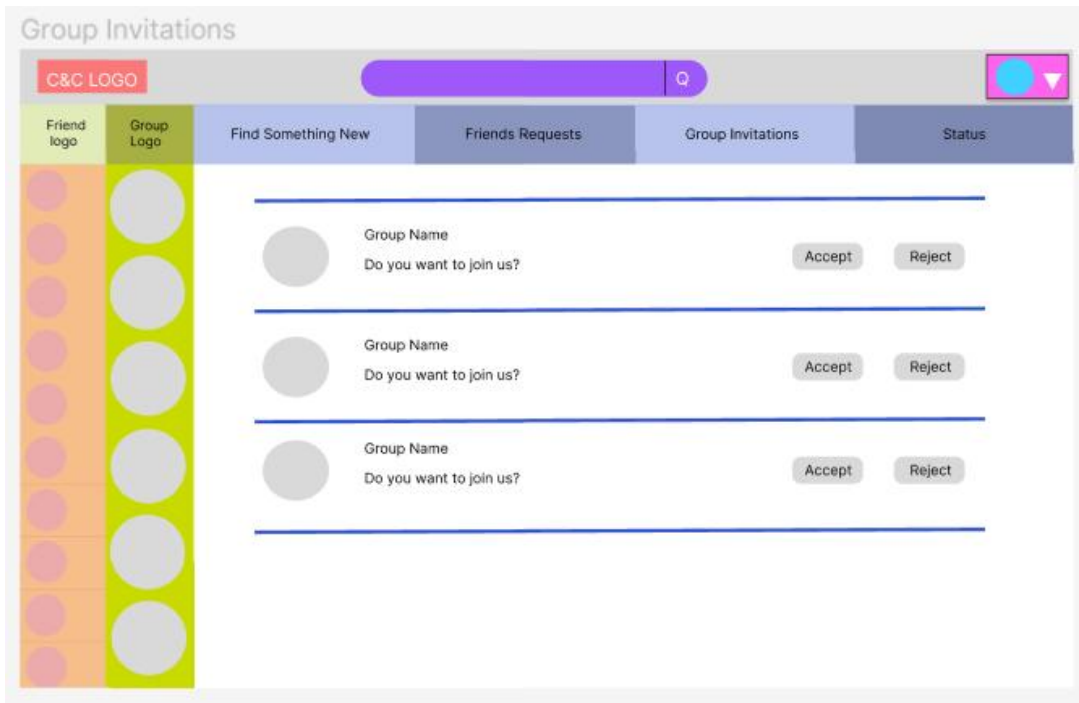 Group Invitations
C&C LOGO
Q
Friend
logo
Group
Logo
Find Something New
Friends Requests
Group Invitations
Status
Group Name
Do you want to join us?
Accept
Reject
Group Name
Do you want to join us?
Accept
Reject
Group Name
Do you want to join us?
Accept
Reject